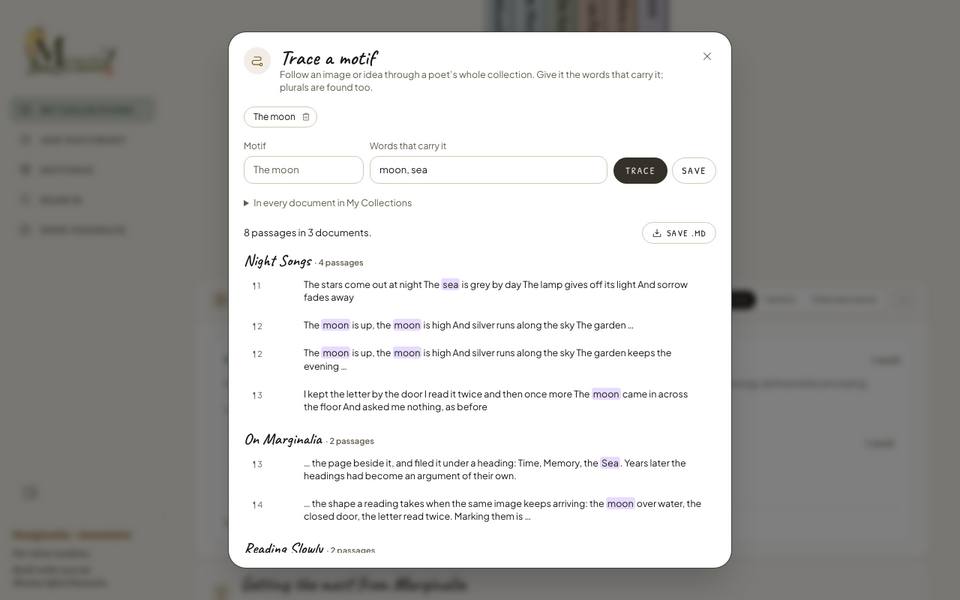 Trace a motif
Follow an image or idea through a poet's whole collection. Give it the words that carry it;
plurals are found too.
The moon
Motif
Words that carry it
The moon
moon, sea
TRACE
SAVE
In every document in My Collections
8 passages in 3 documents.
SAVE .MD
Night Songs · 4 passages
¶1 The stars come out at night The sea is grey by day The lamp gives off its light And sorrow
fades away
¶2 The moon is up, the moon is high And silver runs along the sky The garden …
¶2 The moon is up, the moon is high And silver runs along the sky The garden keeps the
evening …
¶3 I kept the letter by the door I read it twice and then once more The moon came in across
the floor And asked me nothing, as before
On Marginalia · 2 passages
¶3 … the page beside it, and filed it under a heading: Time, Memory, the Sea. Years later the
headings had become an argument of their own.
¶4 … the shape a reading takes when the same image keeps arriving: the moon over water, the
closed door, the letter read twice. Marking them is …
Reading Slowly · 2 passages
Getting the most from Marginalia